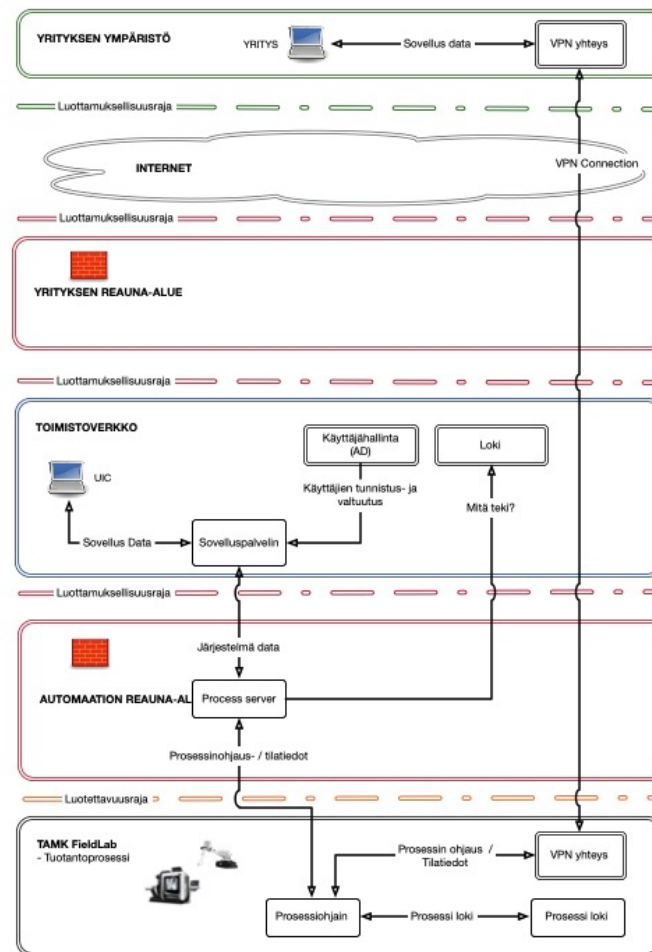 YRITYKSEN YMPÄRISTÖ
YRITYS
Sovellus data
VPN yhteys
Luottamuksellisuusraja
INTERNET
VPN Connection
Luottamuksellisuusraja
YRITYKSEN REAUNA-ALUE
Luottamuksellisuusraja
TOIMISTOVERKKO
Käyttäjähallinta
(AD)
Loki
UIC
Käyttäjien tunnistus- ja
valtuutus
Mitä teki?
Sovellus Data
Sovelluspalvelin
Luottamuksellisuusraja
Järjestelmä data
AUTOMAATION REAUNA-AL
Process server
Prosessinohjaus- / tilatiedot
Luotettavuusraja
TAMK FieldLab
- Tuotantoprosessi
Prosessin ohjaus /
Tilatiedot
VPN yhteys
Prosessiohjain
Prosessi loki
Prosessi loki